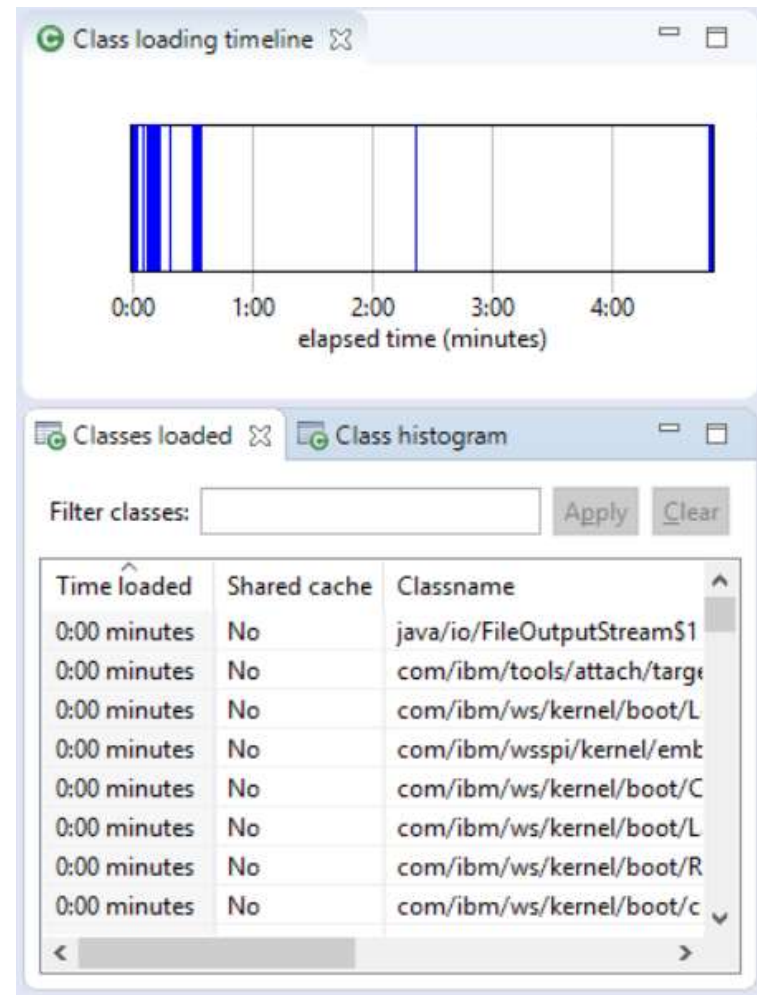 Class loading timeline
0:00 1:00 2:00 3:00 4:00
elapsed time (minutes)
Classes loaded Class histogram
Filter classes: Apply Clear
Time loaded Shared cache Classname
0:00 minutes No java/io/FileOutputStream$1
0:00 minutes No com/ibm/tools/attach/targe
0:00 minutes No com/ibm/ws/kernel/boot/L
0:00 minutes No com/ibm/wsspi/kernel/emb
0:00 minutes No com/ibm/ws/kernel/boot/C
0:00 minutes No com/ibm/ws/kernel/boot/L
0:00 minutes No com/ibm/ws/kernel/boot/R
0:00 minutes No com/ibm/ws/kernel/boot/c